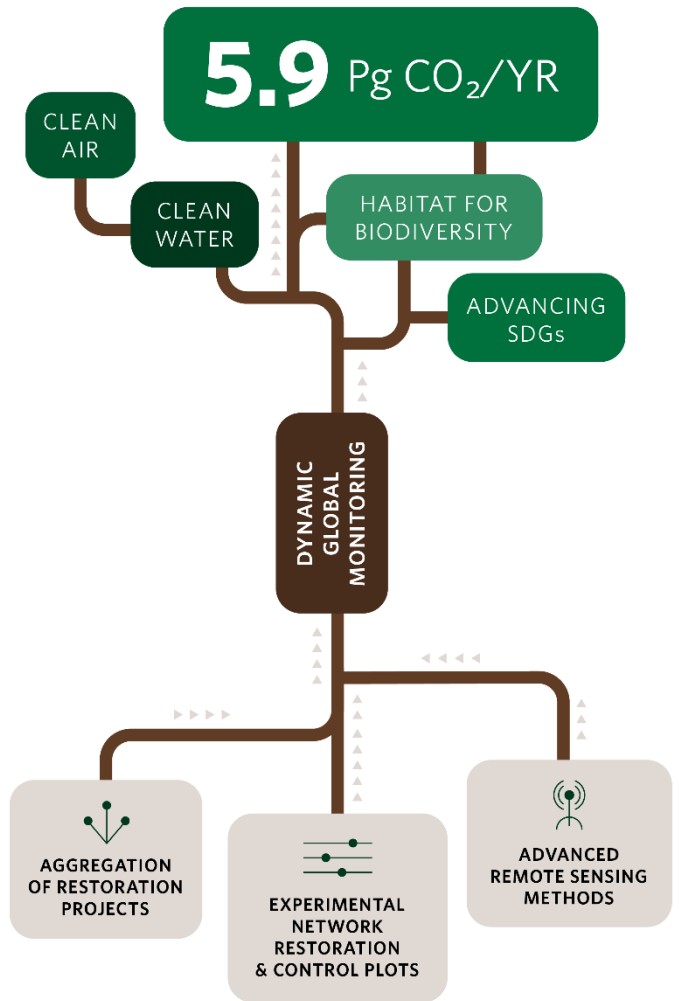 5.9 Pg CO₂/YR
CLEAN
AIR
CLEAN
WATER
HABITAT FOR
BIODIVERSITY
ADVANCING
SDGs
DYNAMIC
GLOBAL
MONITORING
AGGREGATION
OF RESTORATION
PROJECTS
EXPERIMENTAL
NETWORK
RESTORATION
& CONTROL PLOTS
ADVANCED
REMOTE SENSING
METHODS